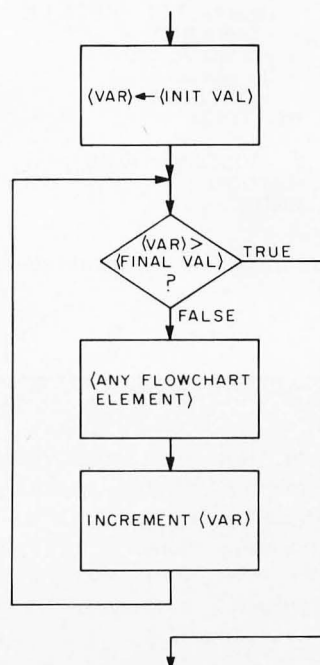 ⟨VAR⟩←⟨INIT VAL⟩
⟨VAR⟩>
⟨FINAL VAL⟩
?
TRUE
FALSE
⟨ANY FLOWCHART
ELEMENT⟩
INCREMENT ⟨VAR⟩